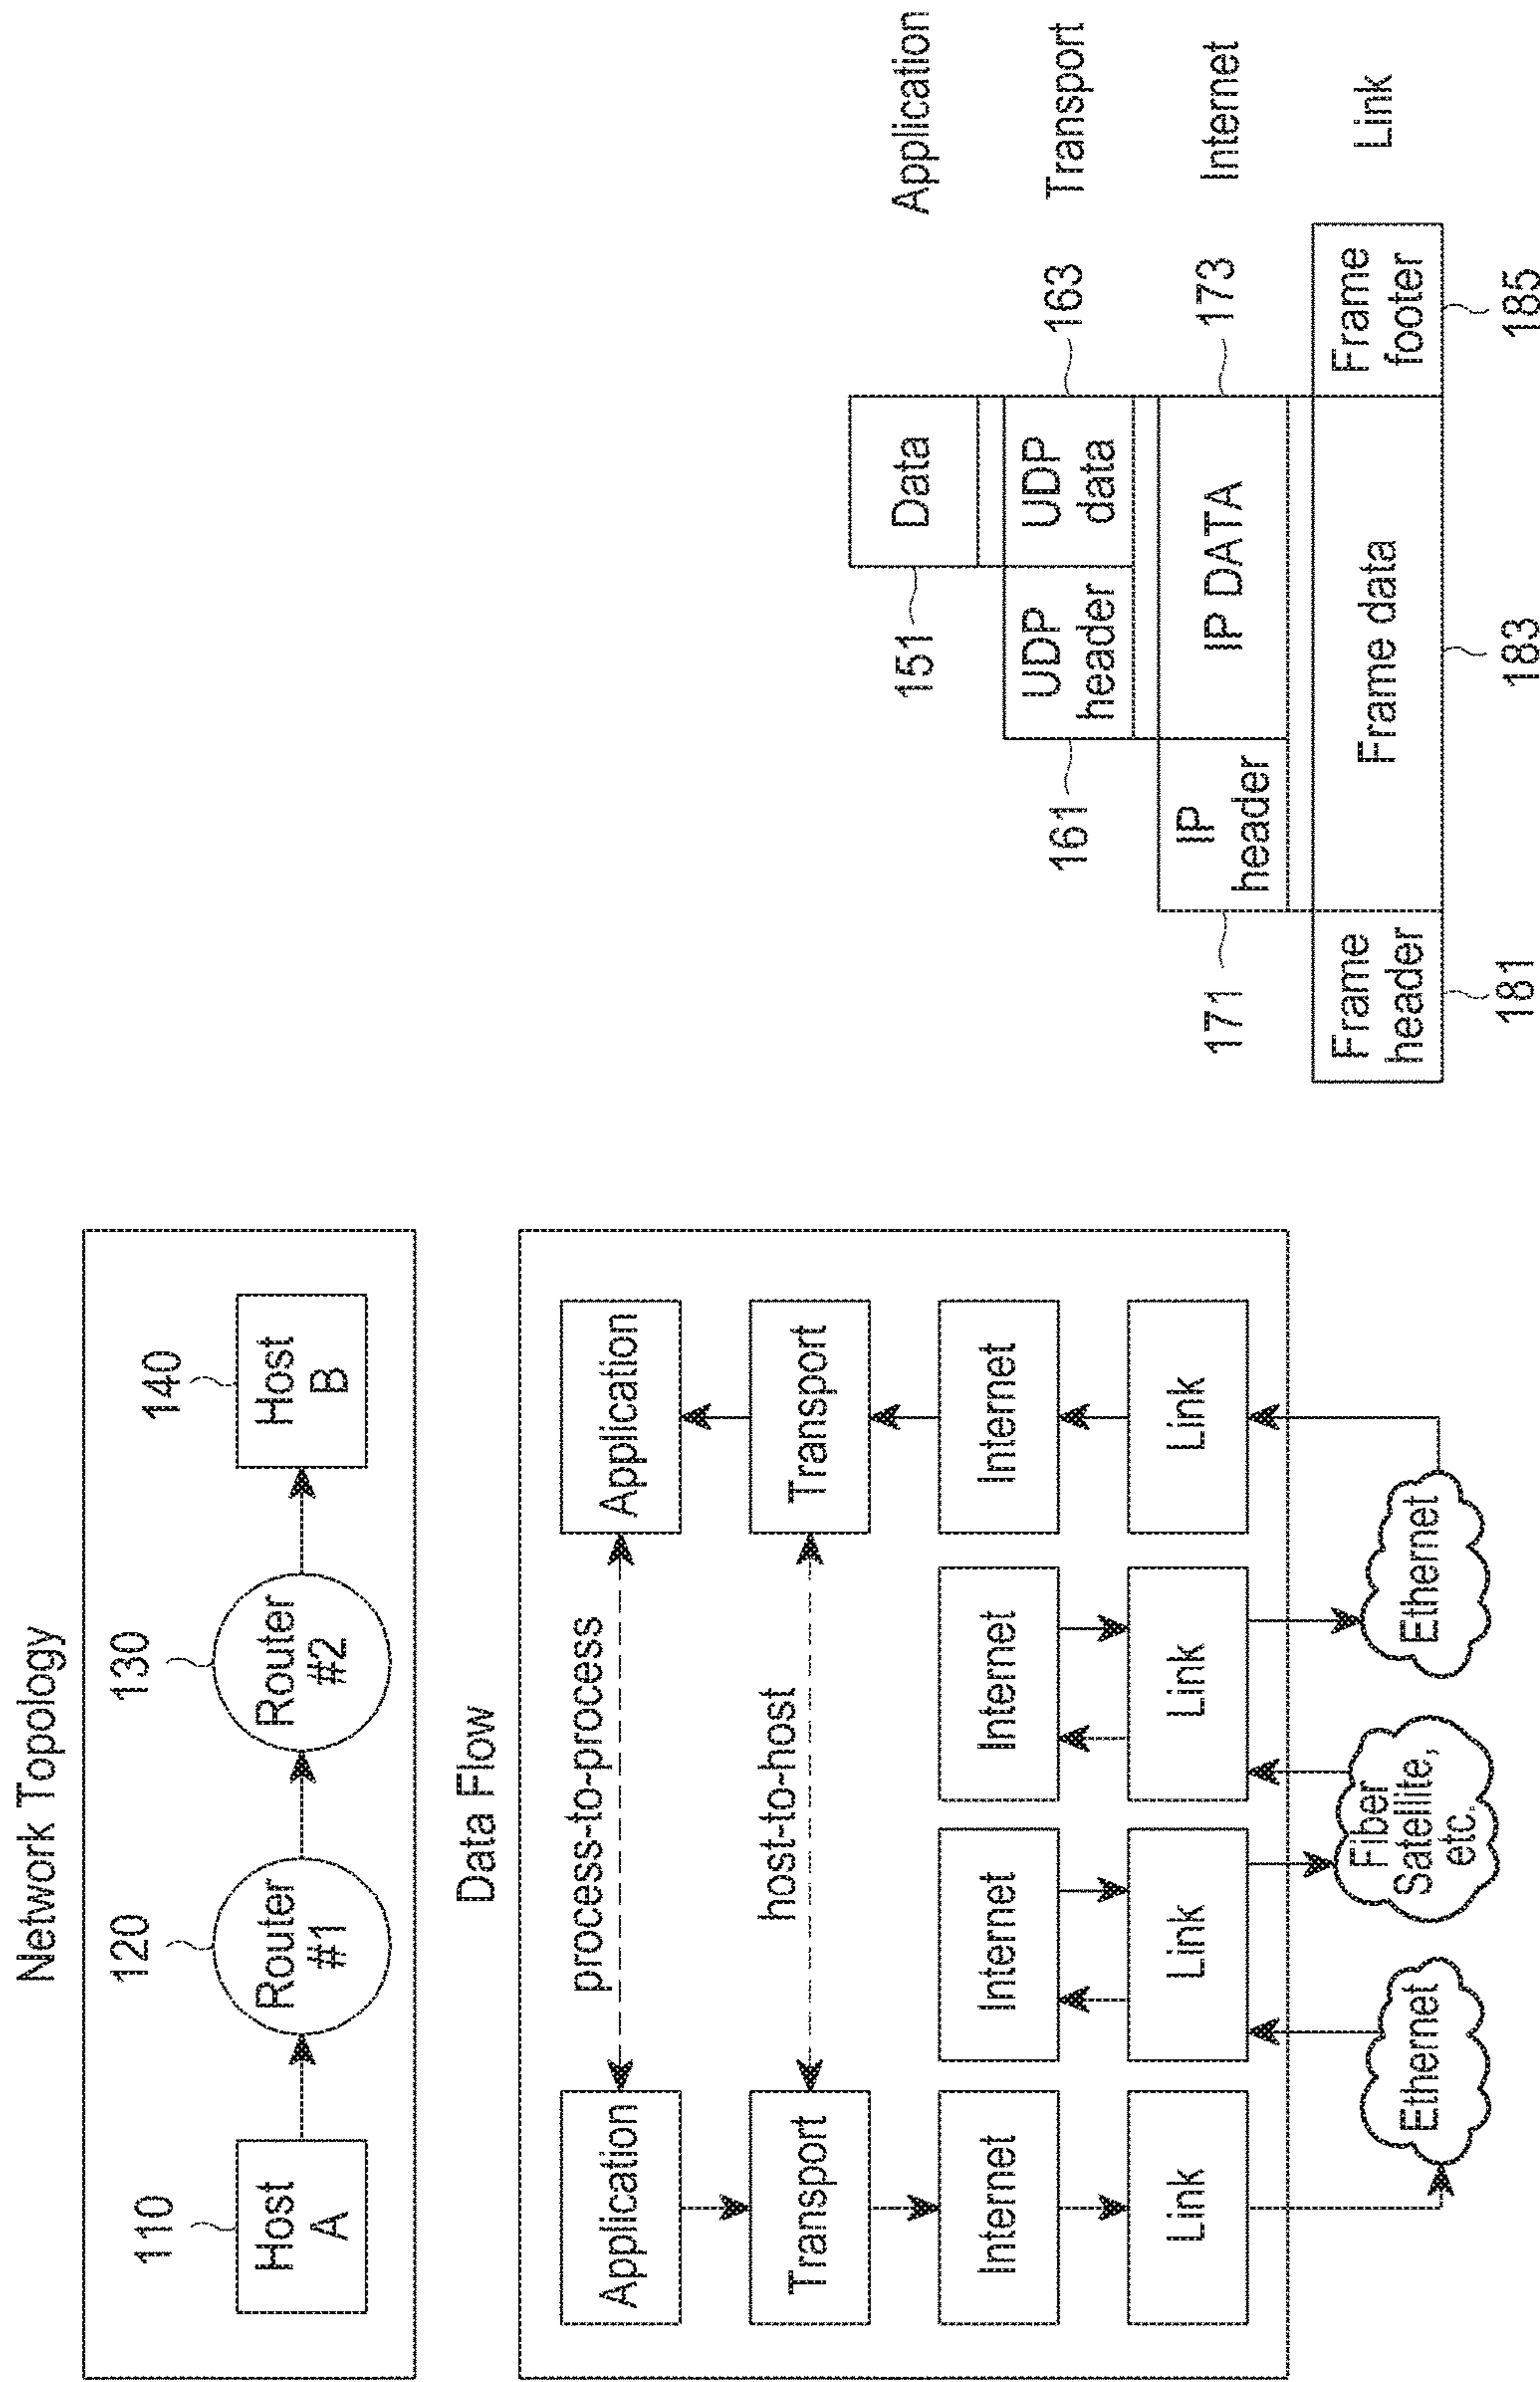 Network Topology
110
120
130
140
Host
A
Router
#1
Router
#2
Host
B
Data Flow
Application
process-to-process
Application
Transport
host-to-host
Transport
Internet
Internet
Internet
Internet
Link
Link
Link
Link
Ethernet
Fiber
Satellite,
etc.
Ethernet
151
Data
Application
161
UDP
header
UDP
data
163
Transport
171
IP
header
IP DATA
173
Internet
Frame
header
Frame data
Frame
footer
Link
181
183
185